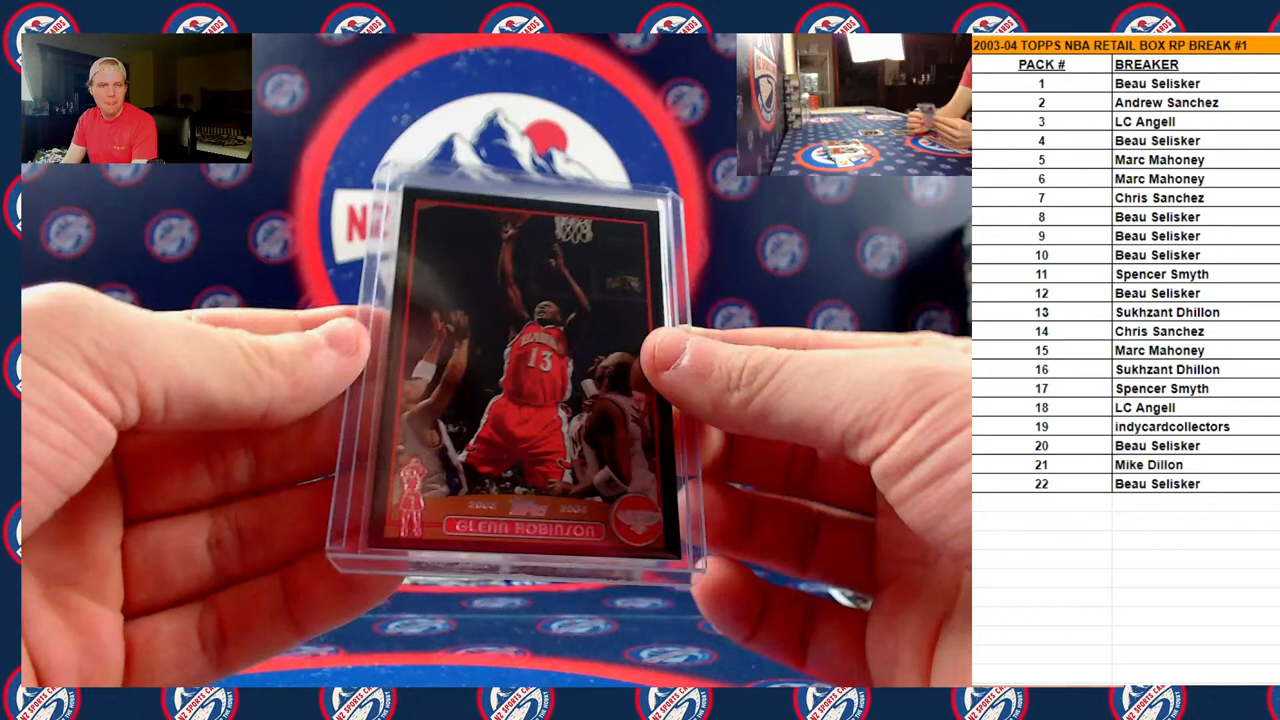 2003-04 TOPPS NBA RETAIL BOX RP BREAK #1
PACK # BREAKER
1 Beau Selisker
2 Andrew Sanchez
3 LC Angell
4 Beau Selisker
5 Marc Mahoney
6 Marc Mahoney
7 Chris Sanchez
8 Beau Selisker
9 Beau Selisker
10 Beau Selisker
11 Spencer Smyth
12 Beau Selisker
13 Sukhzant Dhillon
14 Chris Sanchez
15 Marc Mahoney
16 Sukhzant Dhillon
17 Spencer Smyth
18 LC Angell
19 indycardcollectors
20 Beau Selisker
21 Mike Dillon
22 Beau Selisker
NZ
HAWKS
13
2003 TOPPS 2004
GLENN ROBINSON